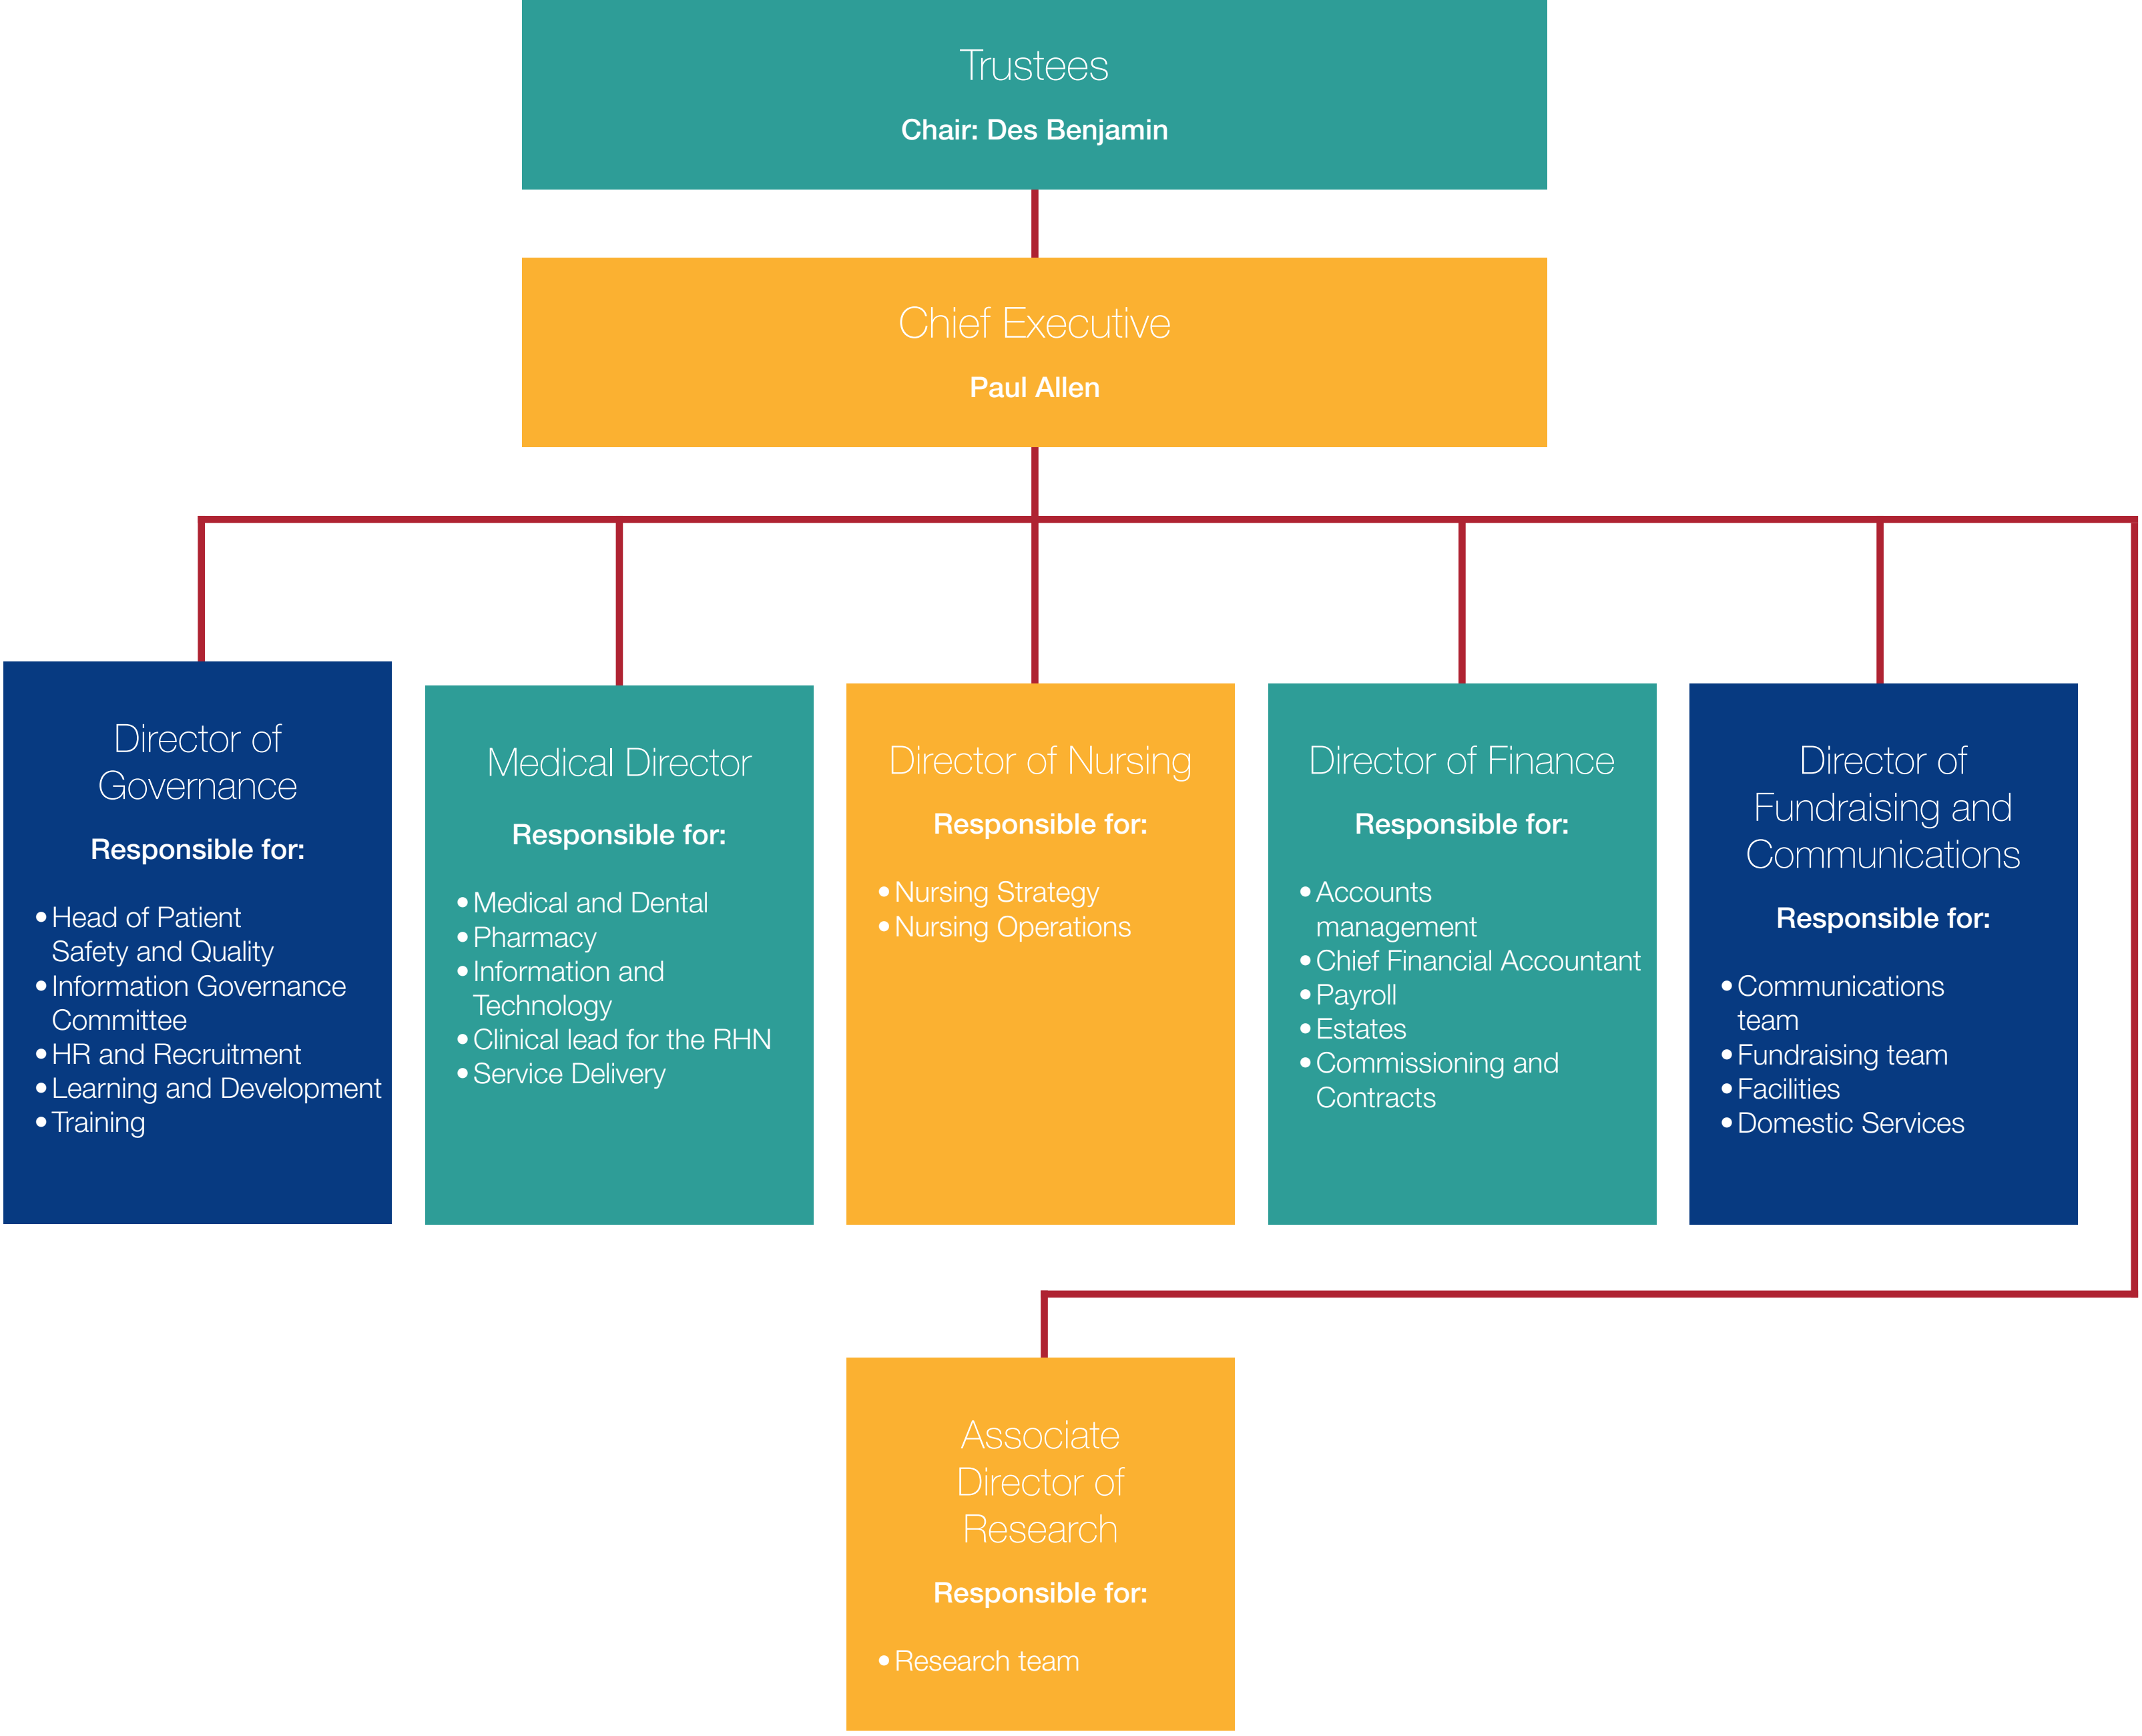 Trustees
Chair: Des Benjamin
Chief Executive
Paul Allen
Director of
Governance
Responsible for:
• Head of Patient
Safety and Quality
• Information Governance
Committee
• HR and Recruitment
• Learning and Development
• Training
Medical Director
Responsible for:
• Medical and Dental
• Pharmacy
• Information and
Technology
• Clinical lead for the RHN
• Service Delivery
Director of Nursing
Responsible for:
• Nursing Strategy
• Nursing Operations
Director of Finance
Responsible for:
• Accounts
management
• Chief Financial Accountant
• Payroll
• Estates
• Commissioning and
Contracts
Director of
Fundraising and
Communications
Responsible for:
• Communications
team
• Fundraising team
• Facilities
• Domestic Services
Associate
Director of
Research
Responsible for:
• Research team